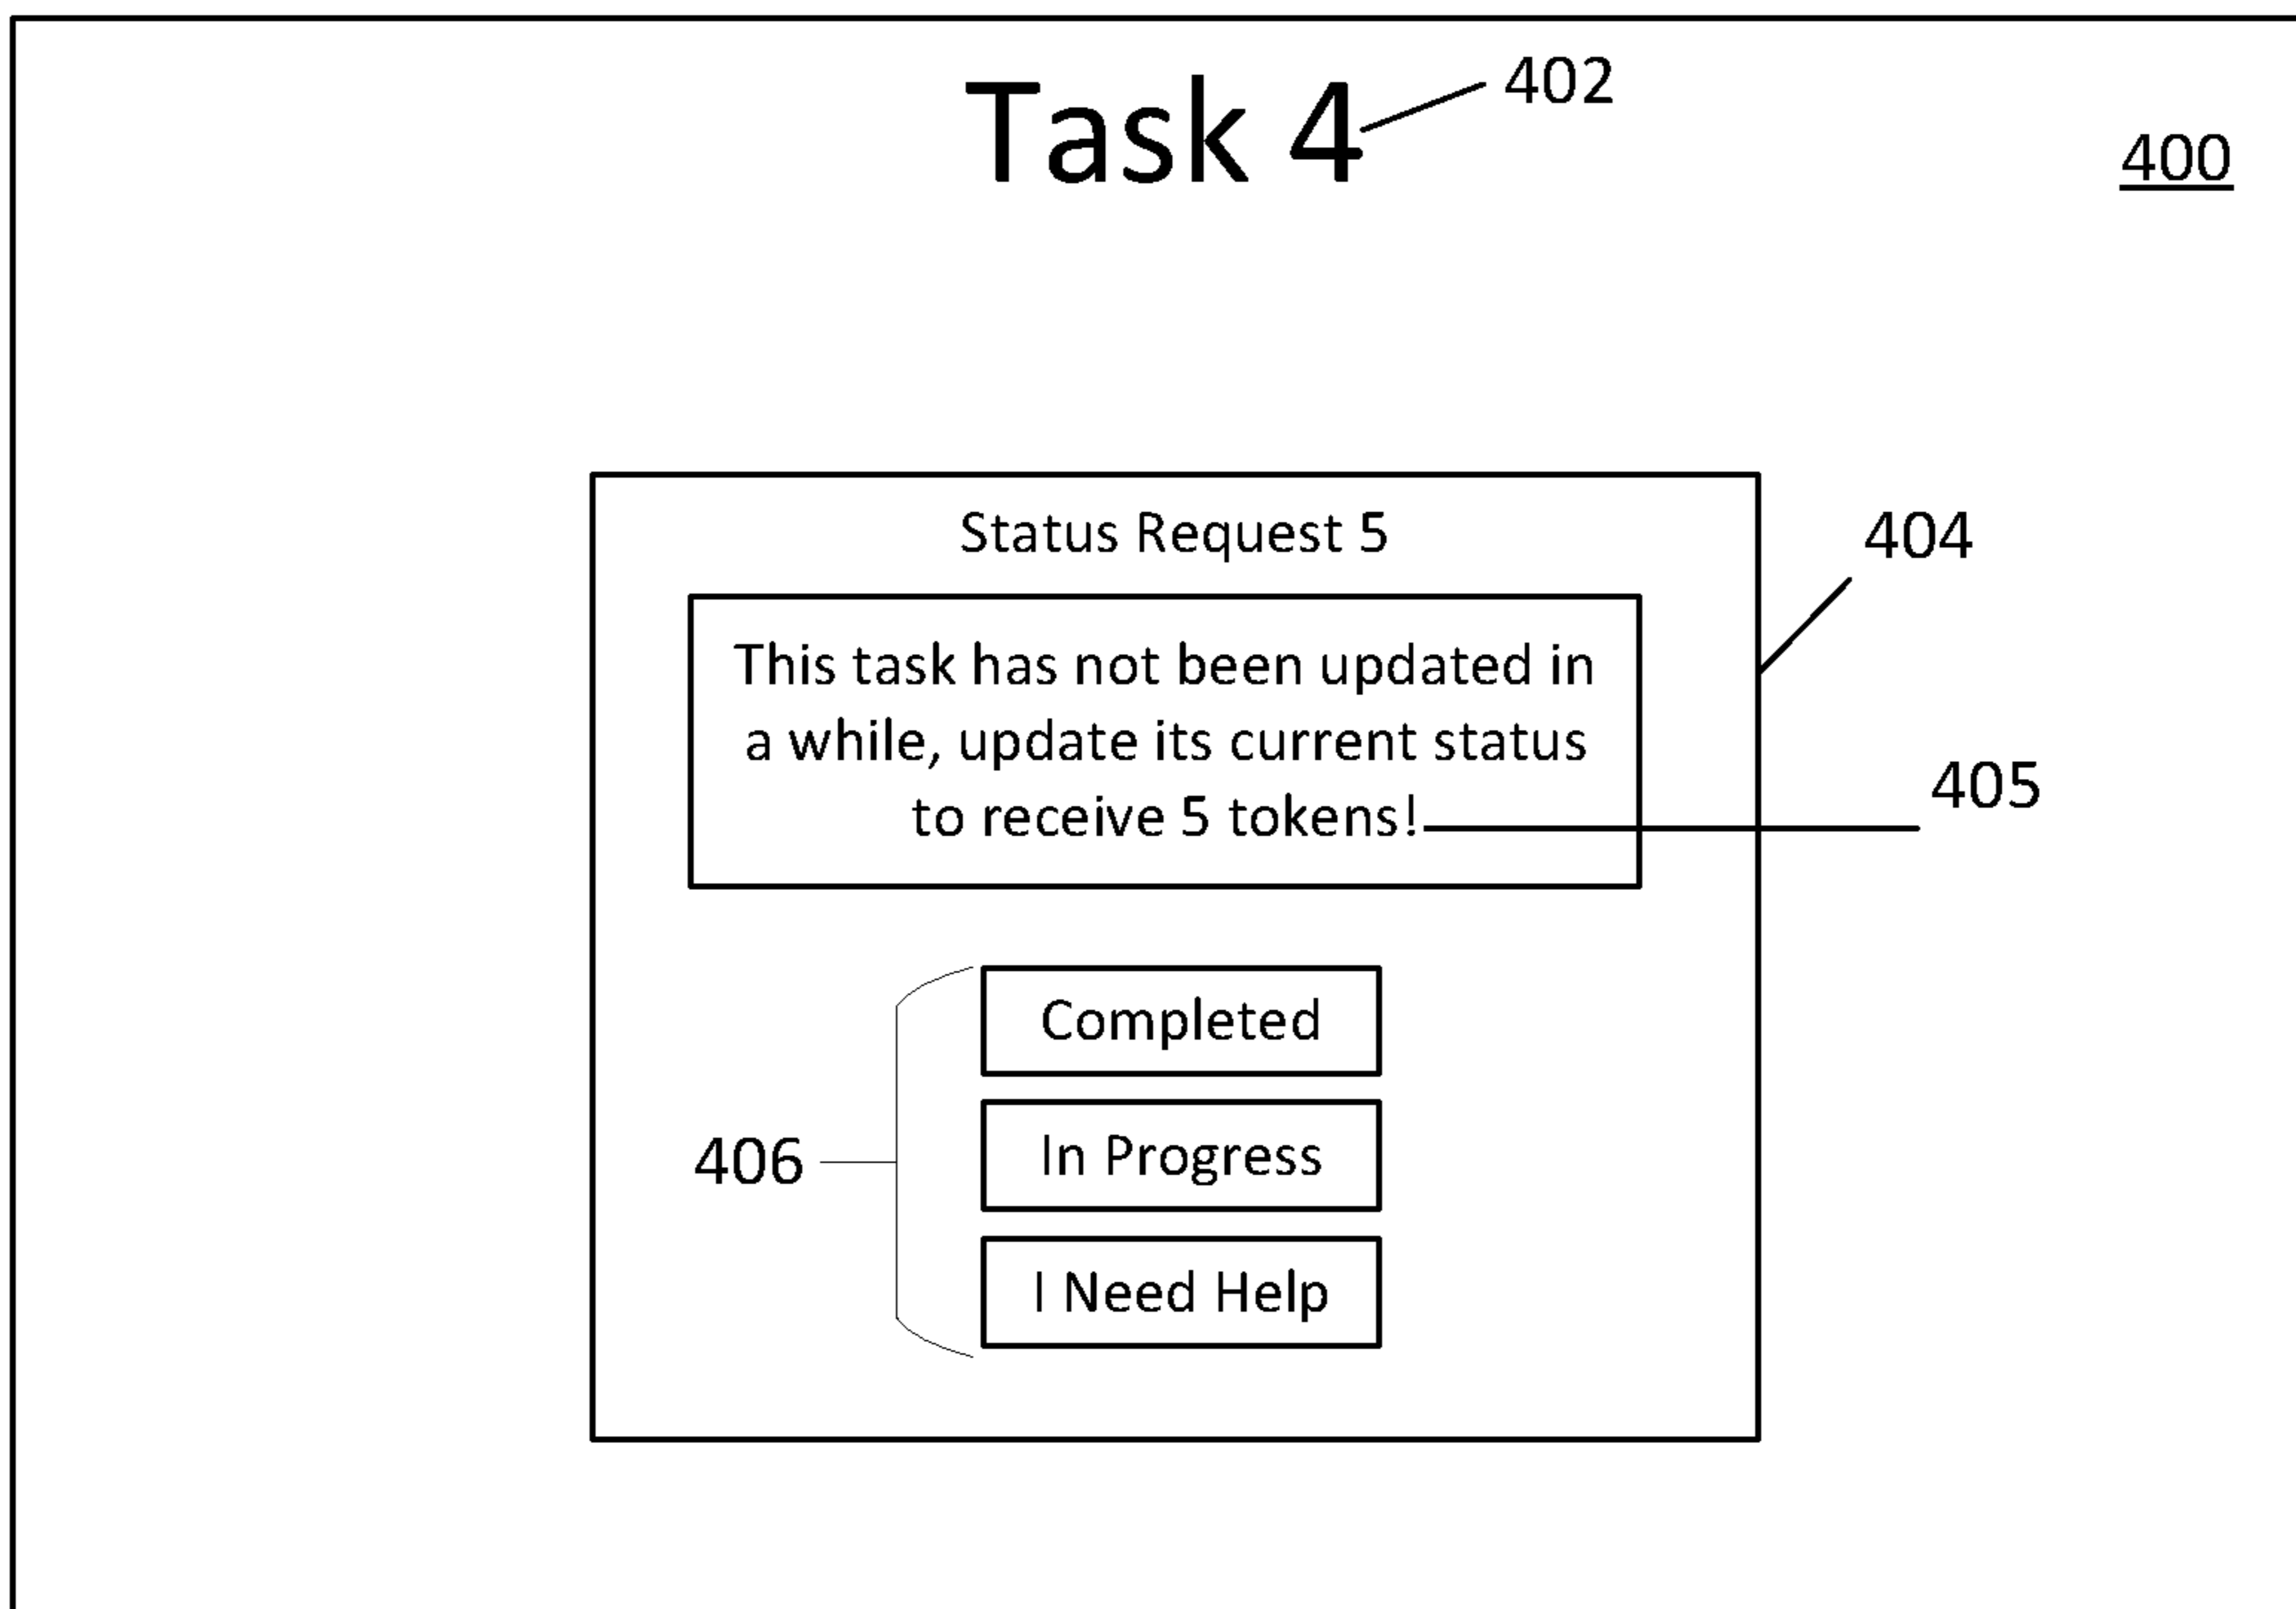 Task 4
402
400
Status Request 5
404
This task has not been updated in
a while, update its current status
to receive 5 tokens!
405
Completed
406
In Progress
I Need Help